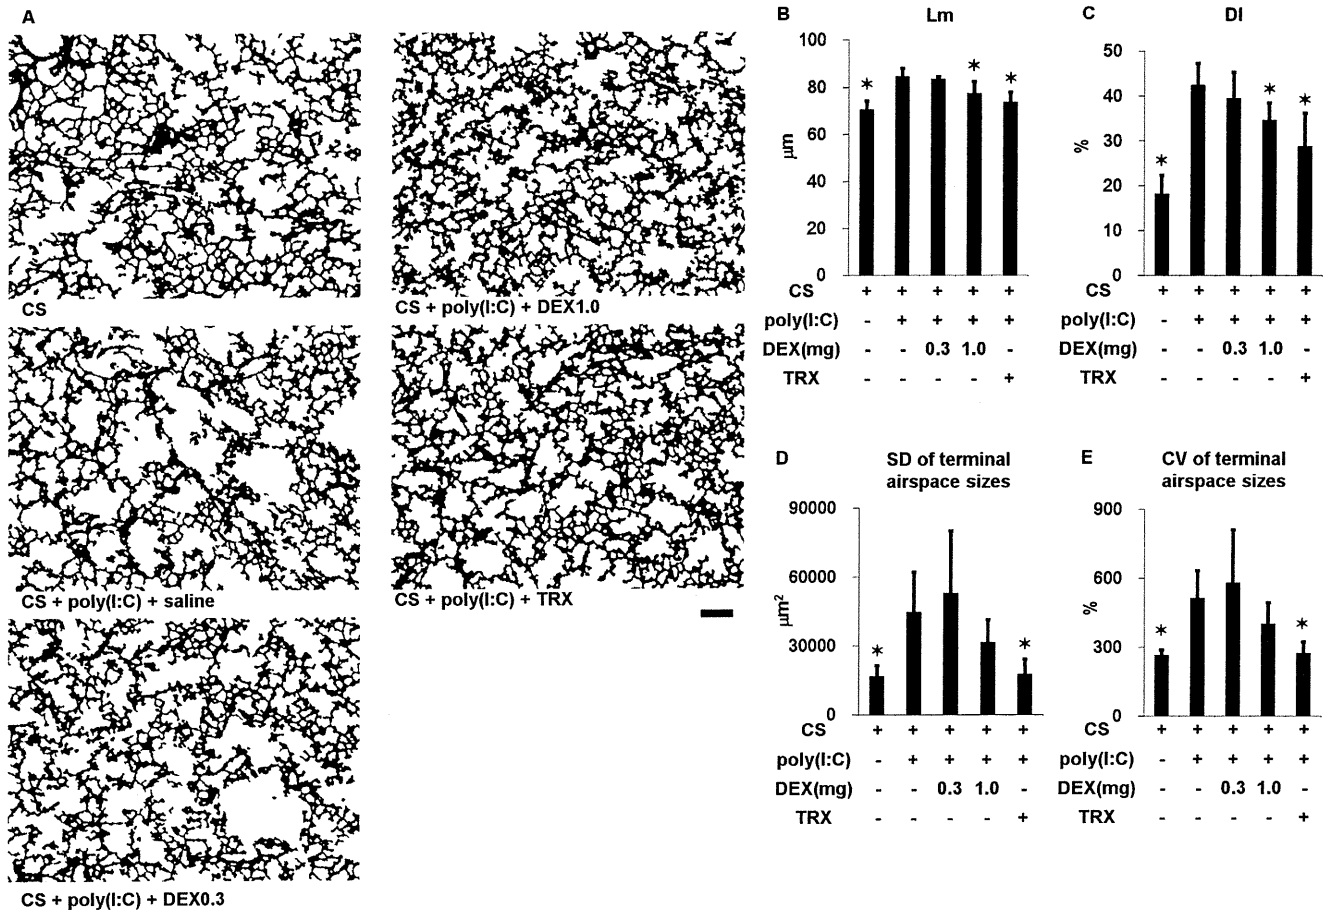 A
CS
CS + poly(I:C) + saline
CS + poly(I:C) + DEX0.3
CS + poly(I:C) + DEX1.0
CS + poly(I:C) + TRX
B
Lm
100
80
60
40
20
0
μm
* * *
CS + + + + +
poly(I:C) - + + + +
DEX(mg) - - 0.3 1.0 -
TRX - - - - +
C
DI
50
40
30
20
10
0
%
* * *
CS + + + + +
poly(I:C) - + + + +
DEX(mg) - - 0.3 1.0 -
TRX - - - - +
D
SD of terminal
airspace sizes
90000
60000
30000
0
μm²
* *
CS + + + + +
poly(I:C) - + + + +
DEX(mg) - - 0.3 1.0 -
TRX - - - - +
E
CV of terminal
airspace sizes
900
600
300
0
%
* *
CS + + + + +
poly(I:C) - + + + +
DEX(mg) - - 0.3 1.0 -
TRX - - - - +